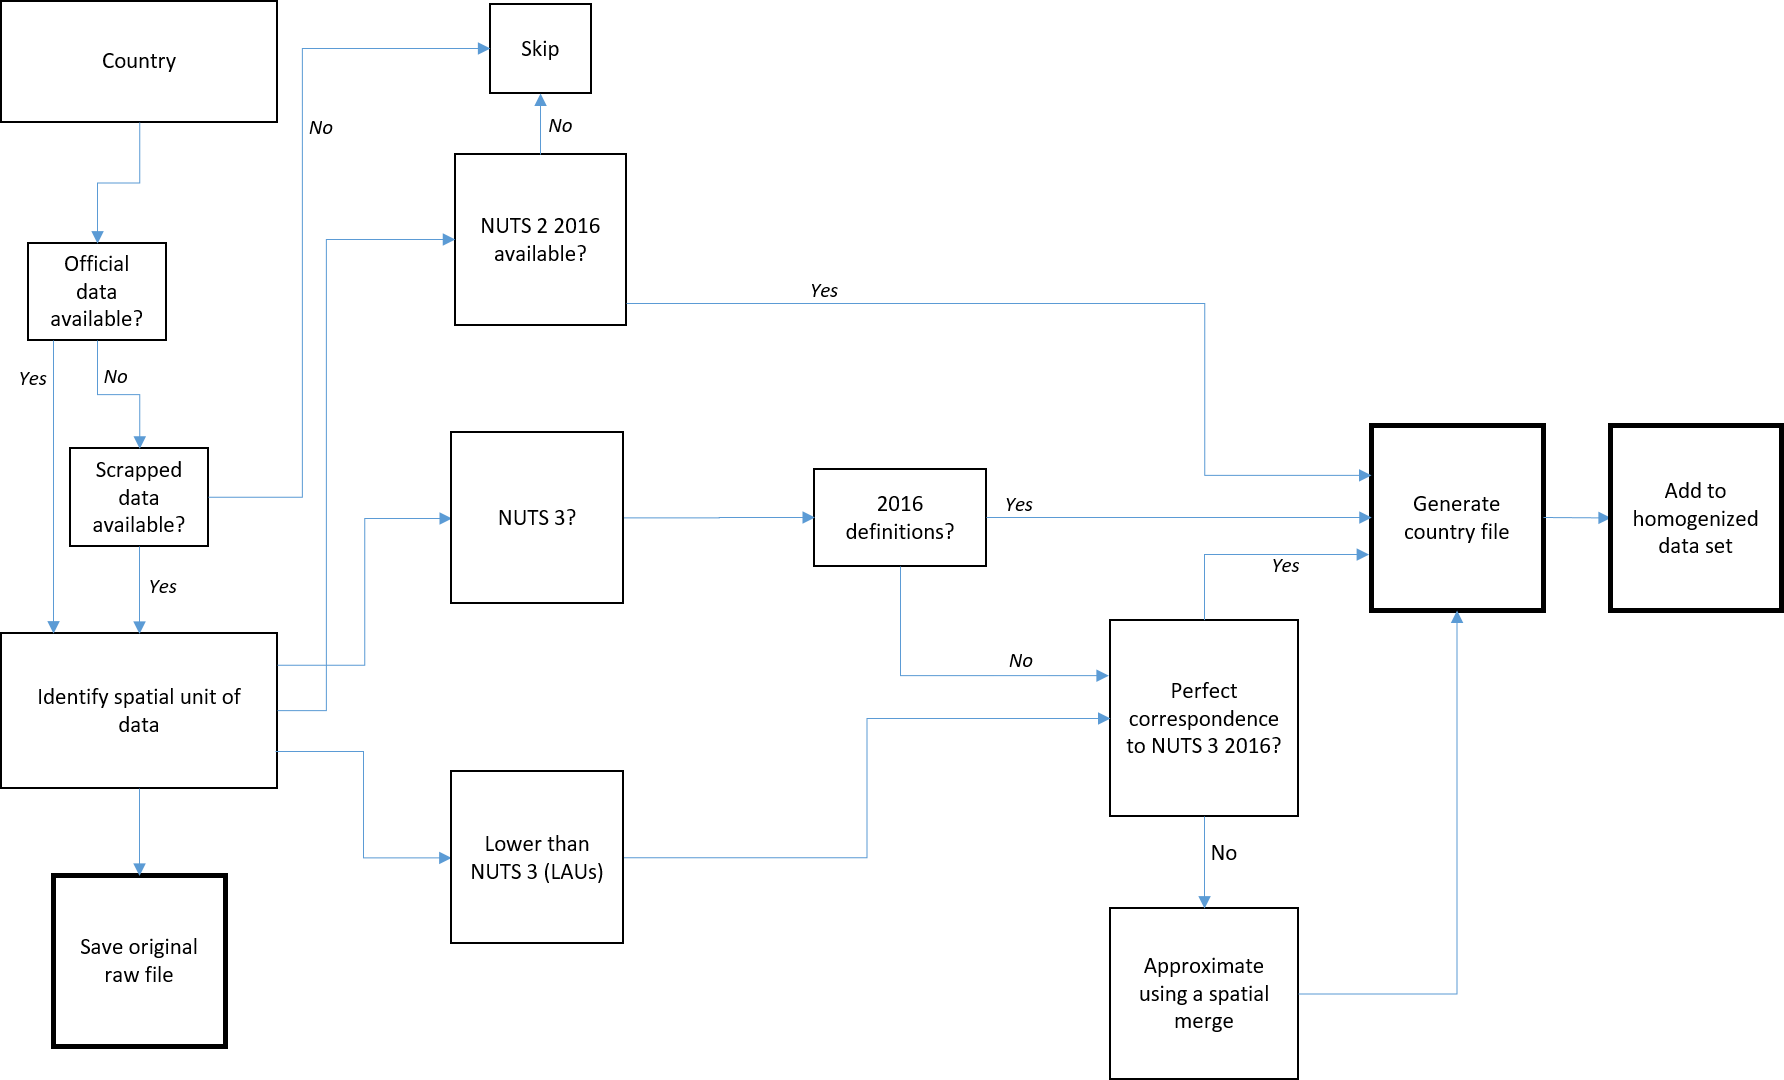 Country
Skip
No
No
NUTS 2 2016
available?
Official
data
available?
Yes
Yes
No
Scrapped
data
available?
Yes
NUTS 3?
2016
definitions?
Yes
Generate
country file
Add to
homogenized
data set
Yes
No
Identify spatial unit of
data
Perfect
correspondence
to NUTS 3 2016?
Lower than
NUTS 3 (LAUs)
No
Save original
raw file
Approximate
using a spatial
merge